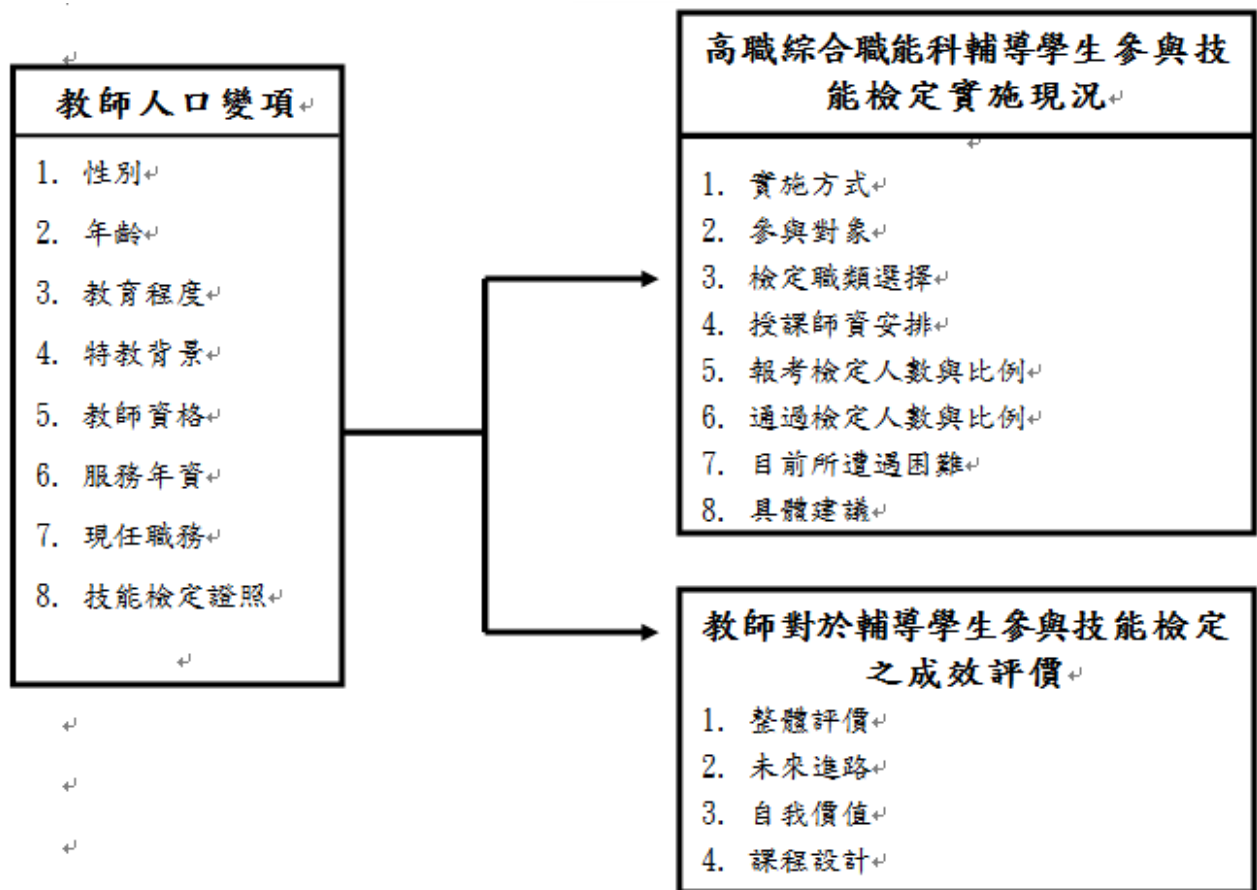 教師人口變項
1. 性別
2. 年齡
3. 教育程度
4. 特教背景
5. 教師資格
6. 服務年資
7. 現任職務
8. 技能檢定證照
高職綜合職能科輔導學生參與技
能檢定實施現況
1. 實施方式
2. 參與對象
3. 檢定職類選擇
4. 授課師資安排
5. 報考檢定人數與比例
6. 通過檢定人數與比例
7. 目前所遭遇困難
8. 具體建議
教師對於輔導學生參與技能檢定
之成效評價
1. 整體評價
2. 未來進路
3. 自我價值
4. 課程設計